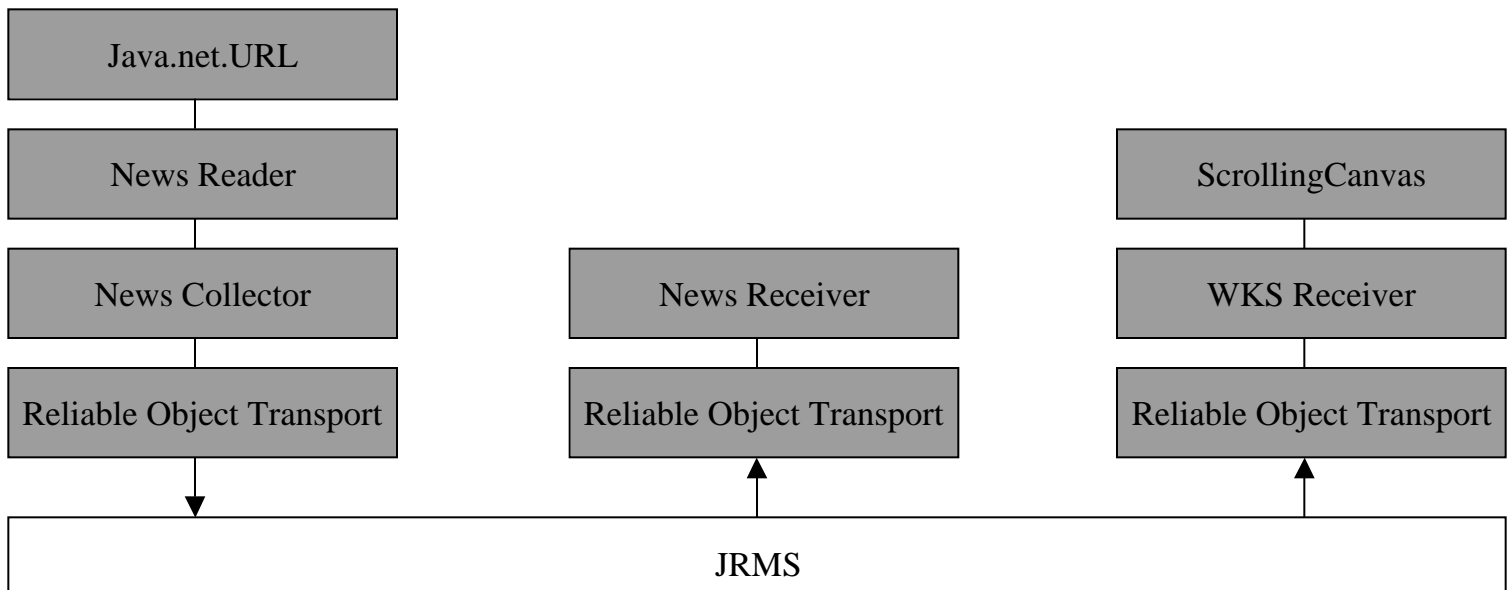 Java.net.URL
News Reader
ScrollingCanvas
News Collector
News Receiver
WKS Receiver
Reliable Object Transport
Reliable Object Transport
Reliable Object Transport
JRMS